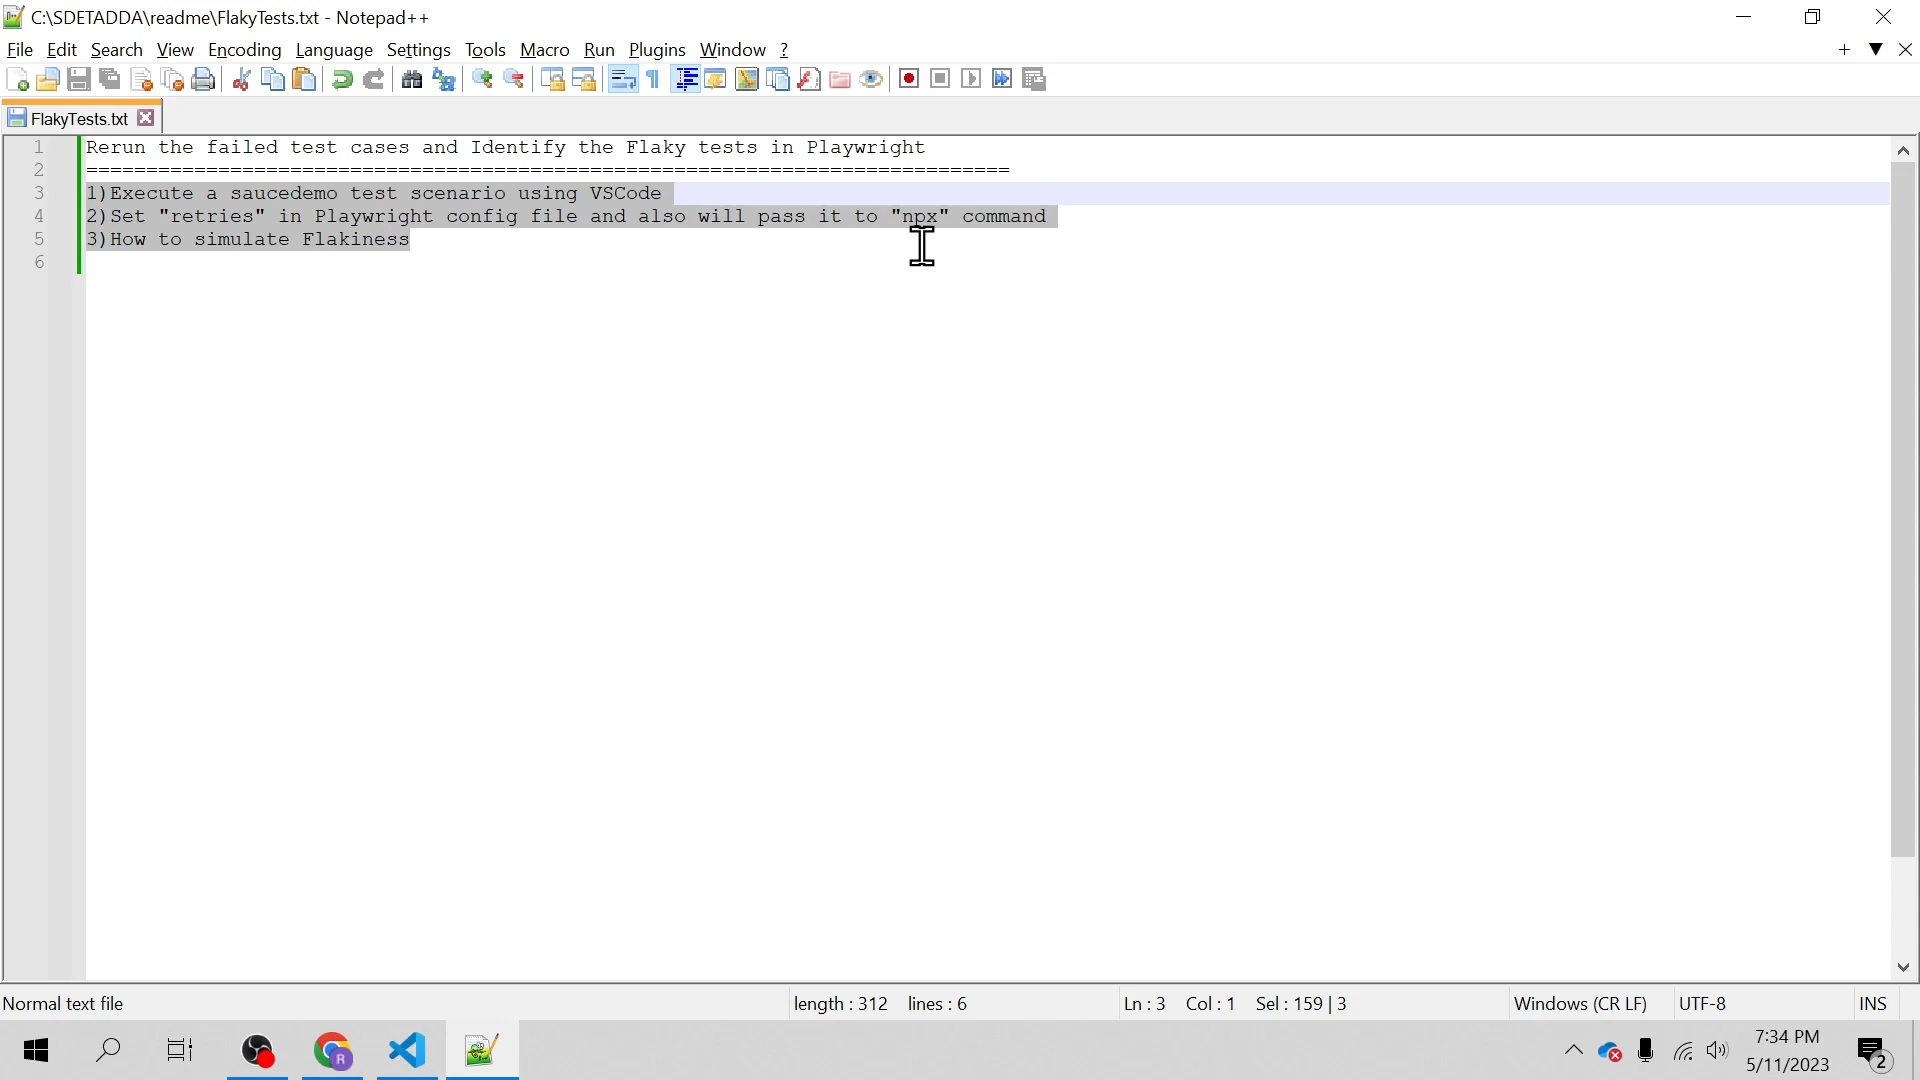 C:\SDETADDA\readme\FlakyTests.txt - Notepad++
File Edit Search View Encoding Language Settings Tools Macro Run Plugins Window ?
FlakyTests.txt
1 Rerun the failed test cases and Identify the Flaky tests in Playwright
2 =============================================================================
3 1)Execute a saucedemo test scenario using VSCode
4 2)Set "retries" in Playwright config file and also will pass it to "npx" command
5 3)How to simulate Flakiness
6
Normal text file length : 312 lines : 6 Ln : 3 Col : 1 Sel : 159 | 3 Windows (CR LF) UTF-8 INS
R
7:34 PM
5/11/2023
2